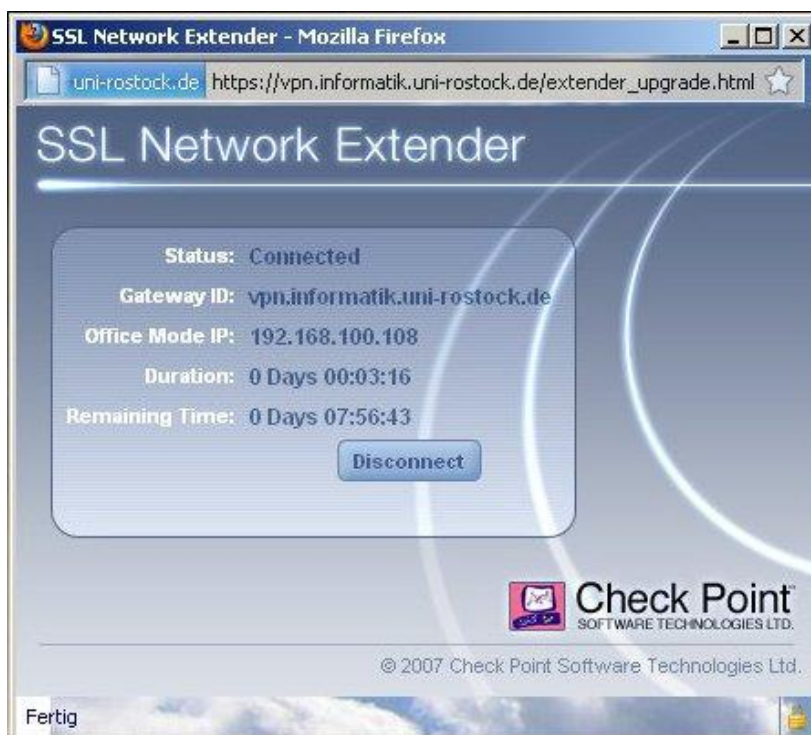 SSL Network Extender - Mozilla Firefox
uni-rostock.de https://vpn.informatik.uni-rostock.de/extender_upgrade.html
SSL Network Extender
Status: Connected
Gateway ID: vpn.informatik.uni-rostock.de
Office Mode IP: 192.168.100.108
Duration: 0 Days 00:03:16
Remaining Time: 0 Days 07:56:43
Disconnect
Check Point
SOFTWARE TECHNOLOGIES LTD.
© 2007 Check Point Software Technologies Ltd.
Fertig